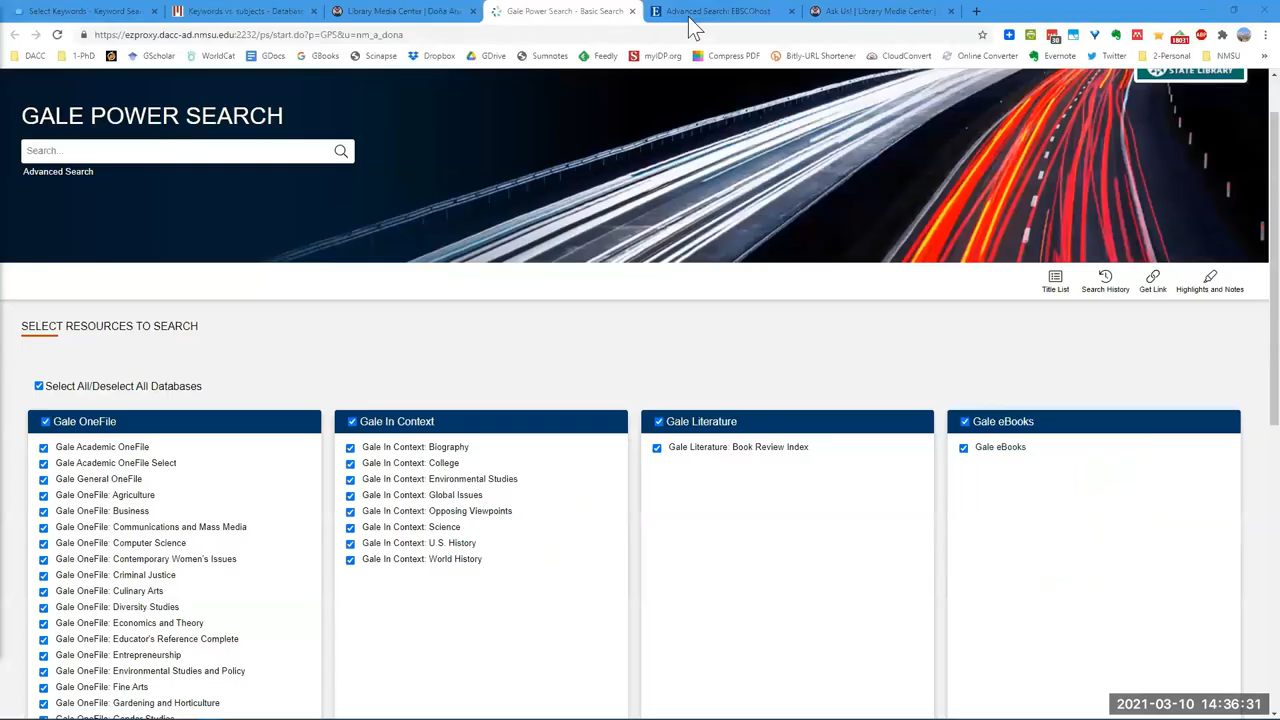 Select Keywords - Keyword Sea
Keywords vs. subjects - Databas
Library Media Center | Doña An
Gale Power Search - Basic Search
Advanced Search: EBSCOhost
Ask Us! | Library Media Center |
https://ezproxy.dacc-ad.nmsu.edu:2232/ps/start.do?p=GPS&u=nm_a_dona
DACC
1-PhD
GScholar
WorldCat
GDocs
GBooks
Scinapse
Dropbox
GDrive
Sumnotes
Feedly
myIDP.org
Compress PDF
Bitly-URL Shortener
CloudConvert
Online Converter
Evernote
Twitter
2-Personal
NMSU
STATE LIBRARY
GALE POWER SEARCH
Search...
Advanced Search
Title List
Search History
Get Link
Highlights and Notes
SELECT RESOURCES TO SEARCH
Select All/Deselect All Databases
Gale OneFile
Gale Academic OneFile
Gale Academic OneFile Select
Gale General OneFile
Gale OneFile: Agriculture
Gale OneFile: Business
Gale OneFile: Communications and Mass Media
Gale OneFile: Computer Science
Gale OneFile: Contemporary Women's Issues
Gale OneFile: Criminal Justice
Gale OneFile: Culinary Arts
Gale OneFile: Diversity Studies
Gale OneFile: Economics and Theory
Gale OneFile: Educator's Reference Complete
Gale OneFile: Entrepreneurship
Gale OneFile: Environmental Studies and Policy
Gale OneFile: Fine Arts
Gale OneFile: Gardening and Horticulture
Gale OneFile: Gender Studies
Gale In Context
Gale In Context: Biography
Gale In Context: College
Gale In Context: Environmental Studies
Gale In Context: Global Issues
Gale In Context: Opposing Viewpoints
Gale In Context: Science
Gale In Context: U.S. History
Gale In Context: World History
Gale Literature
Gale Literature: Book Review Index
Gale eBooks
Gale eBooks
2021-03-10 14:36:31